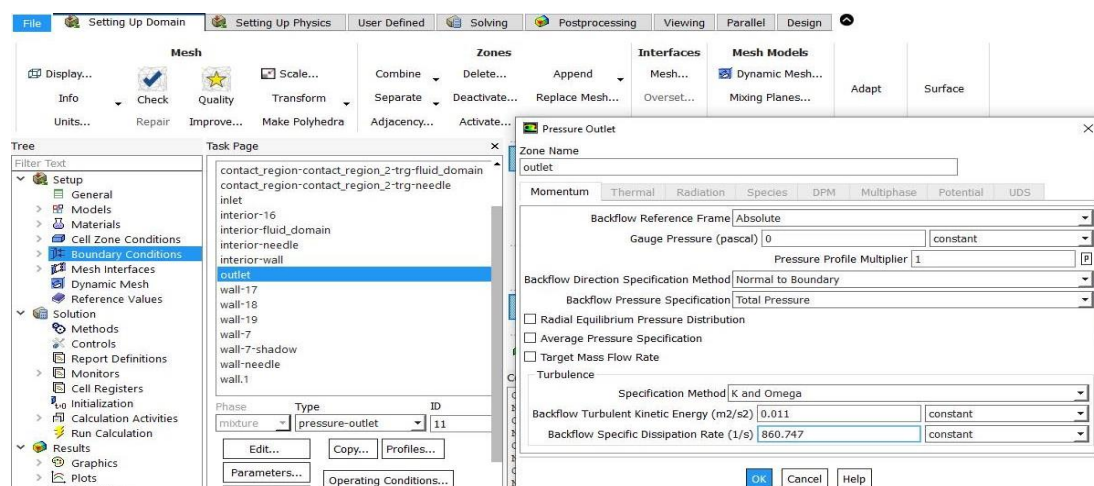 File Setting Up Domain Setting Up Physics User Defined Solving Postprocessing Viewing Parallel Design
Mesh Zones Interfaces Mesh Models
Display... Scale... Combine Delete... Append Mesh... Dynamic Mesh...
Info Check Quality Transform Separate Deactivate... Replace Mesh... Overset... Mixing Planes... Adapt Surface
Units... Repair Improve... Make Polyhedra Adjacency... Activate...
Tree
Filter Text
Setup
General
Models
Materials
Cell Zone Conditions
Boundary Conditions
Mesh Interfaces
Dynamic Mesh
Reference Values
Solution
Methods
Controls
Report Definitions
Monitors
Cell Registers
Initialization
Calculation Activities
Run Calculation
Results
Graphics
Plots
Task Page
contact_region-contact_region_2-trg-fluid_domain
contact_region-contact_region_2-trg-needle
inlet
interior-16
interior-fluid_domain
interior-needle
interior-wall
outlet
wall-17
wall-18
wall-19
wall-7
wall-7-shadow
wall-needle
wall.1
Phase Type ID
mixture pressure-outlet 11
Edit... Copy... Profiles...
Parameters... Operating Conditions...
Pressure Outlet
Zone Name
outlet
Momentum Thermal Radiation Species DPM Multiphase Potential UDS
Backflow Reference Frame Absolute
Gauge Pressure (pascal) 0 constant
Pressure Profile Multiplier 1 P
Backflow Direction Specification Method Normal to Boundary
Backflow Pressure Specification Total Pressure
Radial Equilibrium Pressure Distribution
Average Pressure Specification
Target Mass Flow Rate
Turbulence
Specification Method K and Omega
Backflow Turbulent Kinetic Energy (m2/s2) 0.011 constant
Backflow Specific Dissipation Rate (1/s) 860.747 constant
OK Cancel Help